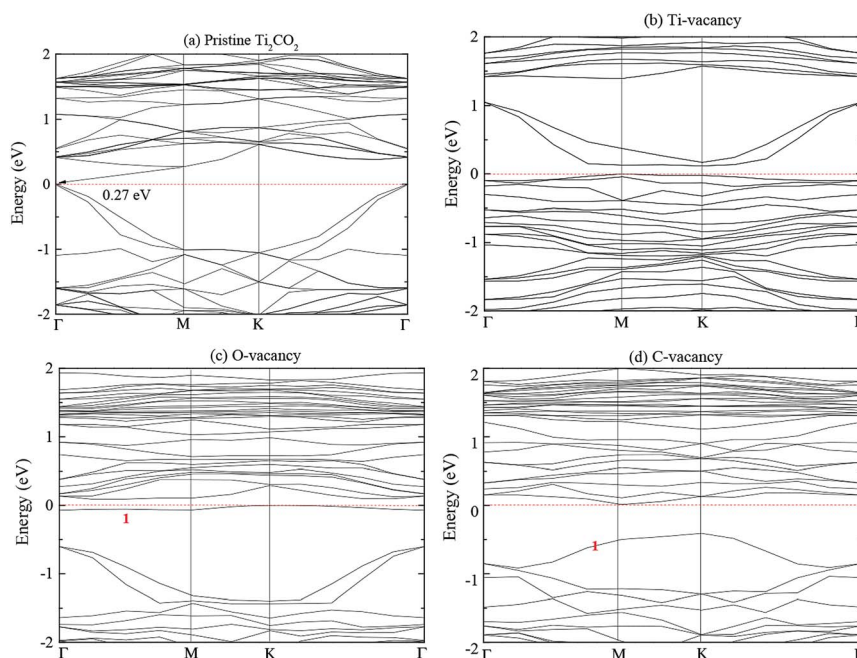 (a) Pristine Ti₂CO₂
2
1
0
-1
-2
Energy (eV)
0.27 eV
Γ M K Γ
(b) Ti-vacancy
2
1
0
-1
-2
Energy (eV)
Γ M K
(c) O-vacancy
2
1
0
-1
-2
Energy (eV)
1
Γ M K Γ
(d) C-vacancy
2
1
0
-1
-2
Energy (eV)
1
Γ M K